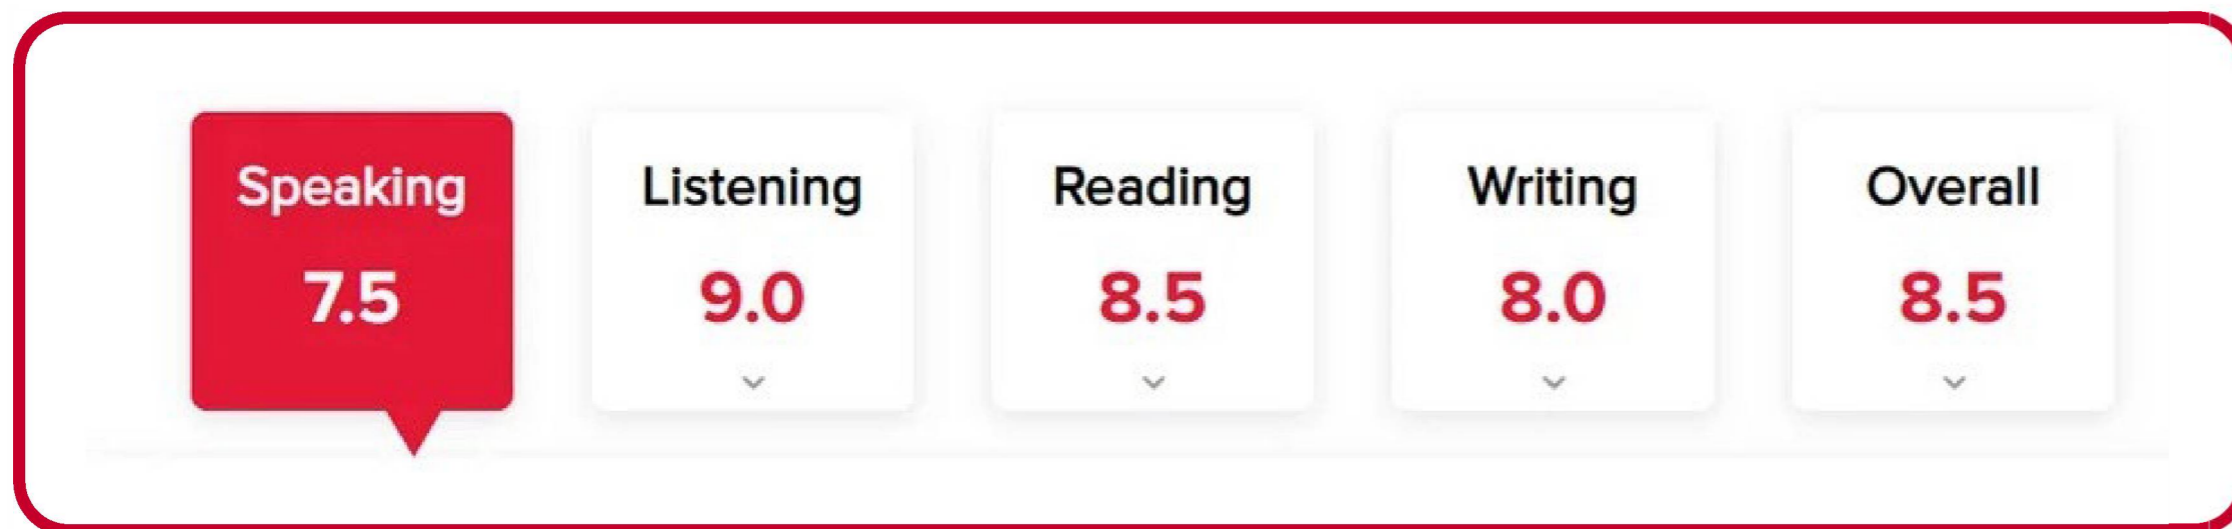 Speaking Listening Reading Writing Overall
7.5 9.0 8.5 8.0 8.5